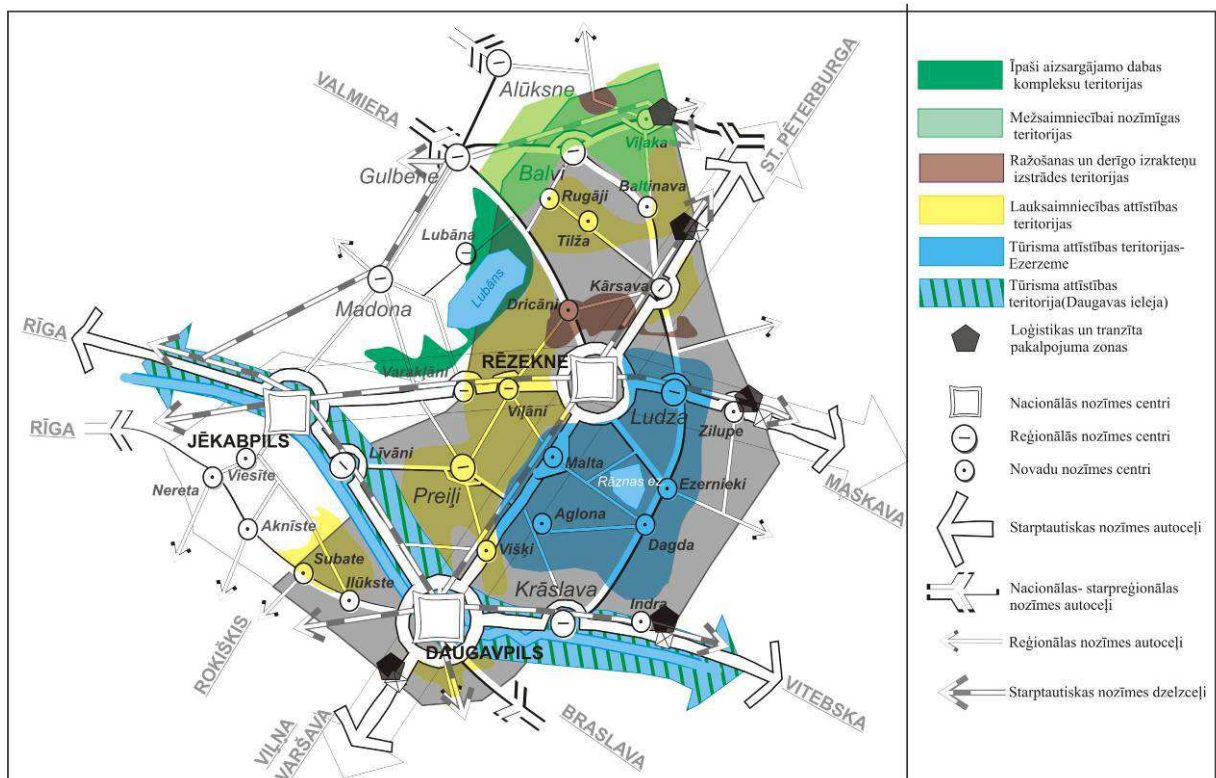 VALMIERA
Alūksne
ST. PĒTERBURGA
Gulbene
Balvi
Viļaka
Rugāji
Baltinava
Tilža
Lubāna
Lubāns
Madona
Dricāni
Kārsava
RĪGA
Varakļāni
RĒZEKNE
Viļāni
Ludza
Zilupe
RĪGA
JĒKABPILS
Līvāni
Viesīte
Nereta
Malta
Rāznas ez.
Ezernieki
MASKAVA
Preiļi
Aknīste
Aglona
Dagda
Višķi
Subate
Ilūkste
Krāslava
Indra
ROKIŠKIS
DAUGAVPILS
VITEBSKA
VIĻŅA
VARŠAVA
BRASLAVA
Īpaši aizsargājamo dabas
kompleksu teritorijas
Mežsaimniecībai nozīmīgas
teritorijas
Ražošanas un derīgo izrakteņu
izstrādes teritorijas
Lauksaimniecības attīstības
teritorijas
Tūrisma attīstības teritorijas-
Ezerzeme
Tūrisma attīstības
teritorija(Daugavas ieleja)
Loģistikas un tranzīta
pakalpojuma zonas
Nacionālās nozīmes centri
Reģionālās nozīmes centri
Novadu nozīmes centri
Starptautiskas nozīmes autoceļi
Nacionālas- starpreģionālas
nozīmes autoceļi
Reģionālas nozīmes autoceļi
Starptautiskas nozīmes dzelzceļi